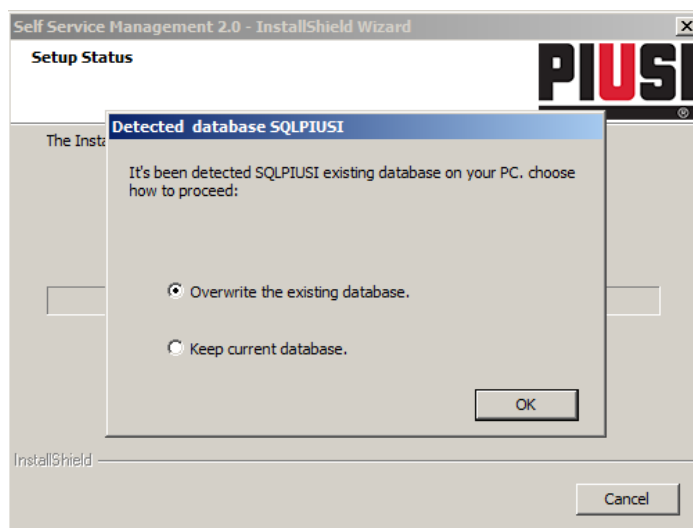 Self Service Management 2.0 - InstallShield Wizard
Setup Status
PIUSI
®
Detected database SQLPIUSI
The Insta
It's been detected SQLPIUSI existing database on your PC. choose
how to proceed:
Overwrite the existing database.
Keep current database.
OK
InstallShield
Cancel